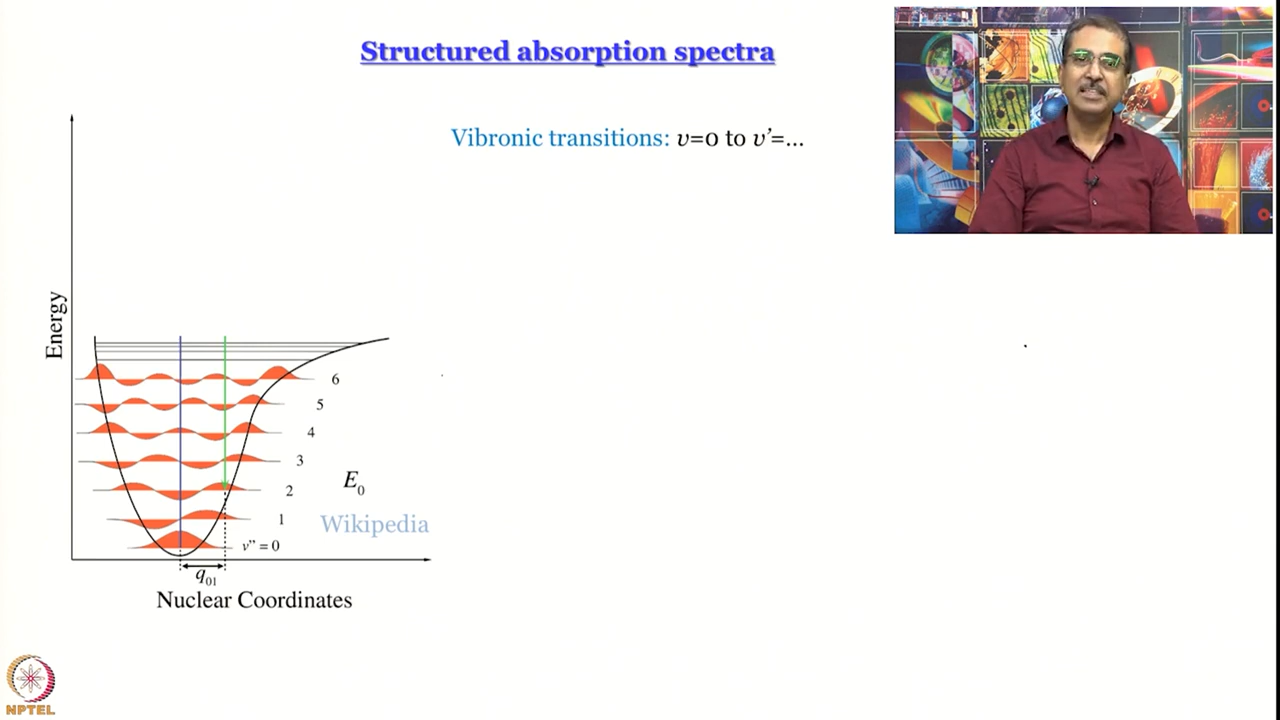 Structured absorption spectra
Vibronic transitions: v=0 to v'=...
Energy
6
5
4
3
2
1
v" = 0
E0
Wikipedia
q01
Nuclear Coordinates
NPTEL